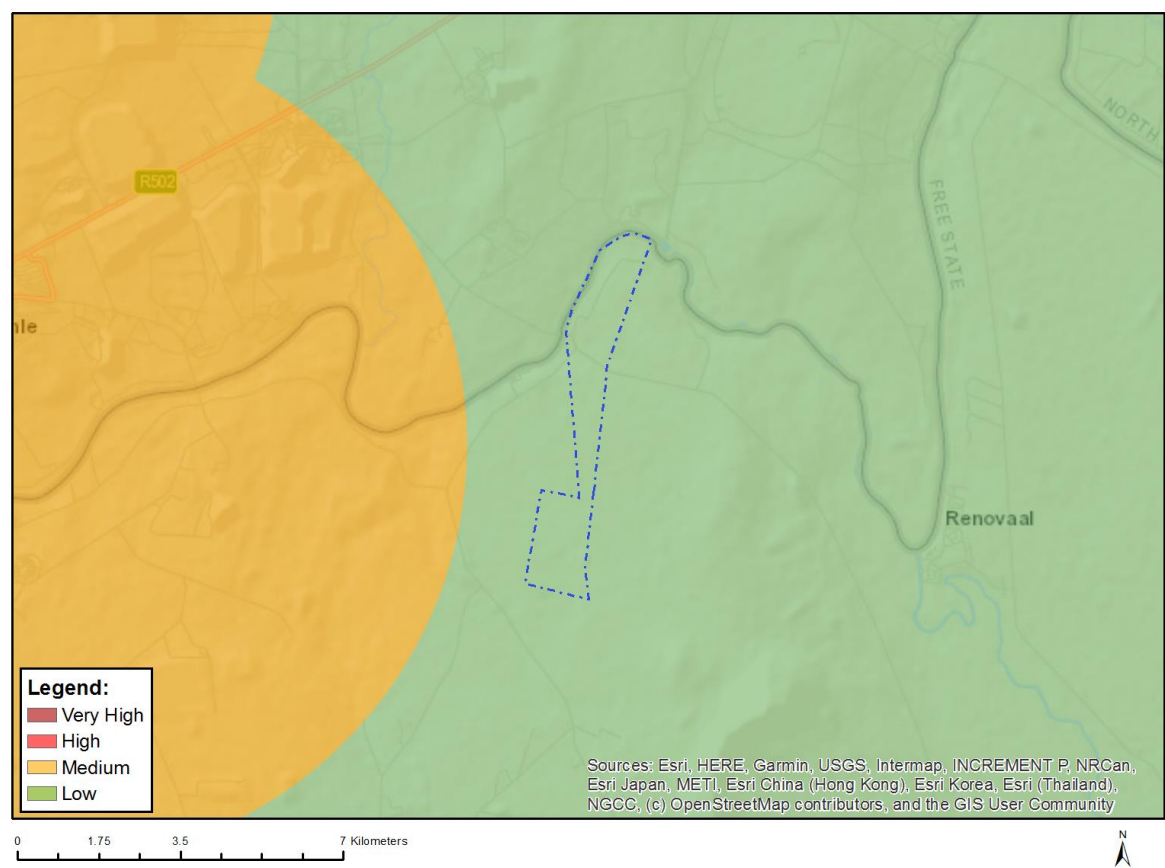 R502
NORTH
FREE STATE
hle
Renovaal
Legend:
Very High
High
Medium
Low
Sources: Esri, HERE, Garmin, USGS, Intermap, INCREMENT P, NRCan,
Esri Japan, METI, Esri China (Hong Kong), Esri Korea, Esri (Thailand),
NGCC, (c) OpenStreetMap contributors, and the GIS User Community
0 1.75 3.5 7 Kilometers
N